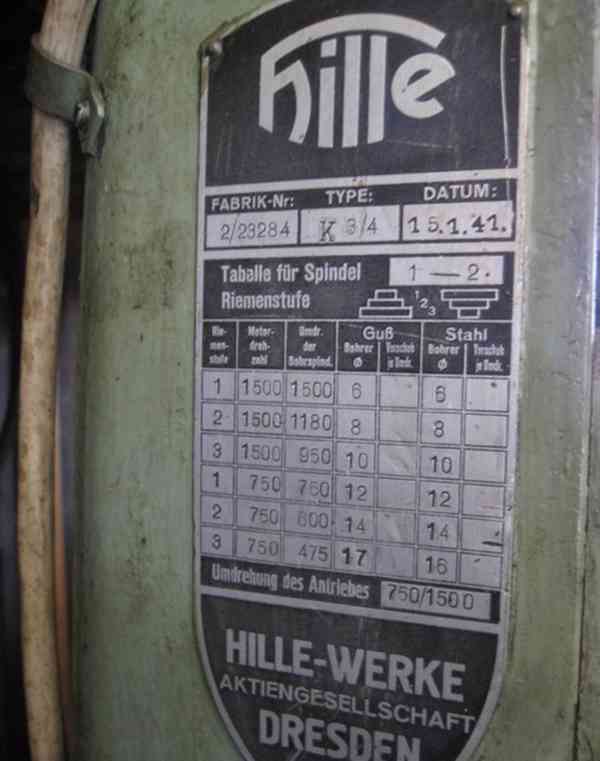 hille
FABRIK-Nr: TYPE: DATUM:
2/23284 K 3/4 15.1.41.
Tabelle für Spindel 1 — 2.
Riemenstufe 1 2 3
Guß Stahl
Rie- Motor- Umdr. Bohrer Vorschub Bohrer Vorschub
men- dreh- der Ø je Umdr. Ø je Umdr.
stufe zahl Bohrspind.
1 1500 1500 6 6
2 1500 1180 8 8
3 1500 950 10 10
1 750 750 12 12
2 750 600 14 14
3 750 475 17 16
Umdrehung des Antriebes 750/1500
HILLE-WERKE
AKTIENGESELLSCHAFT
DRESDEN